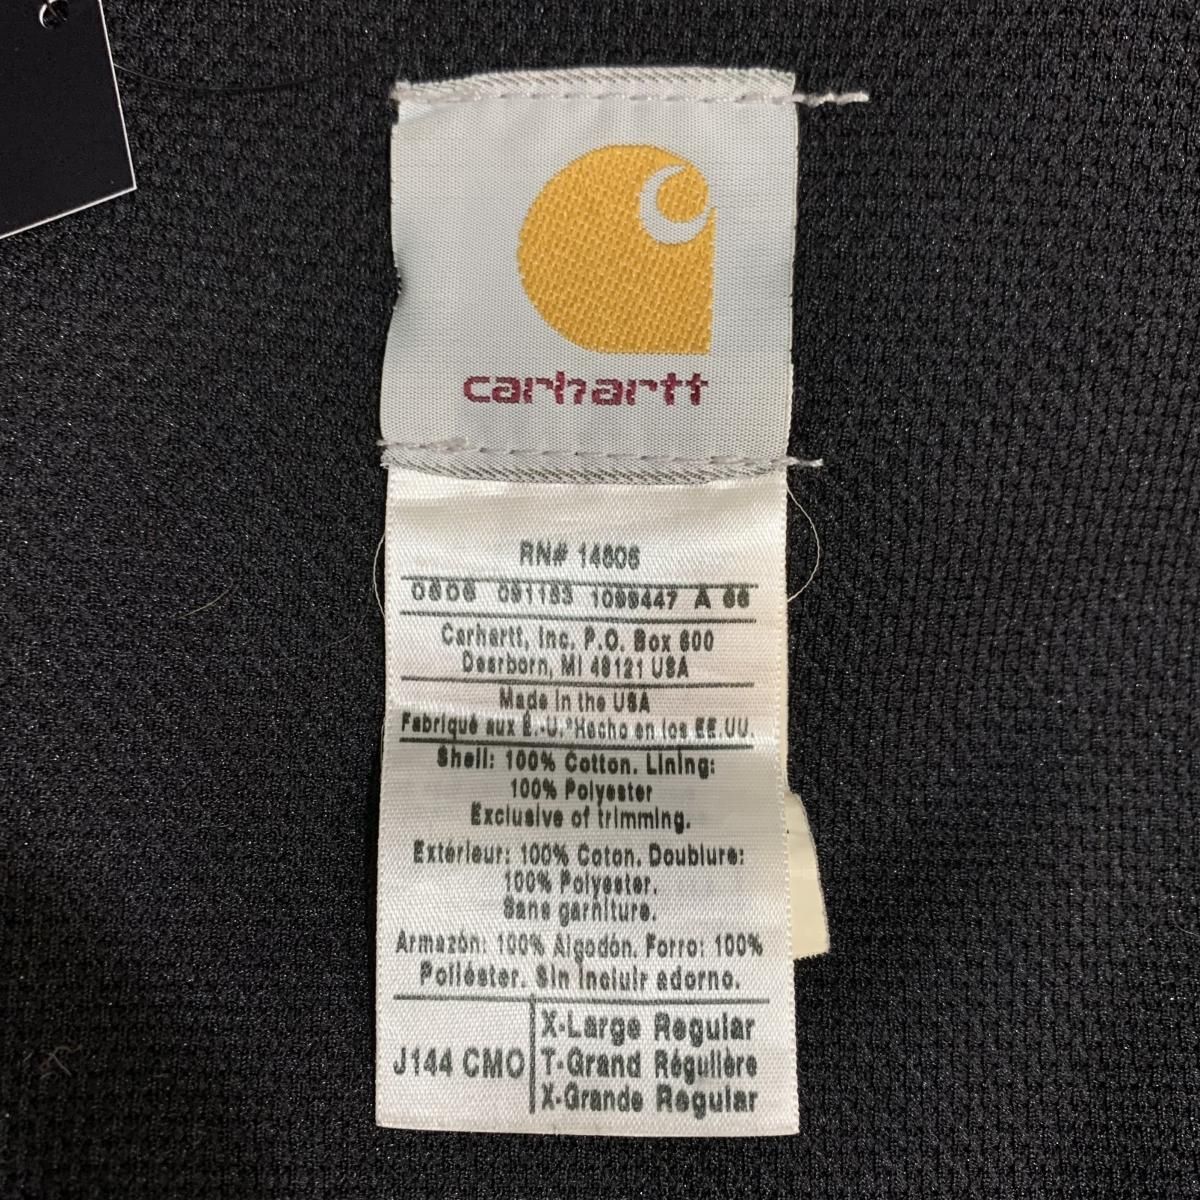 carhartt
RN# 14806
0606 091183 1099447 A 66
Carhartt, Inc. P.O. Box 600
Dearborn, MI 48121 USA
Made in the USA
Fabriqué aux É.-U.*Hecho en los EE.UU.
Shell: 100% Cotton. Lining:
100% Polyester
Exclusive of trimming.
Extérieur: 100% Coton. Doublure:
100% Polyester.
Sans garniture.
Armazón: 100% Algodón. Forro: 100%
Poliéster. Sin incluir adorno.
J144 CMO
X-Large Regular
T-Grand Régulière
X-Grande Regular